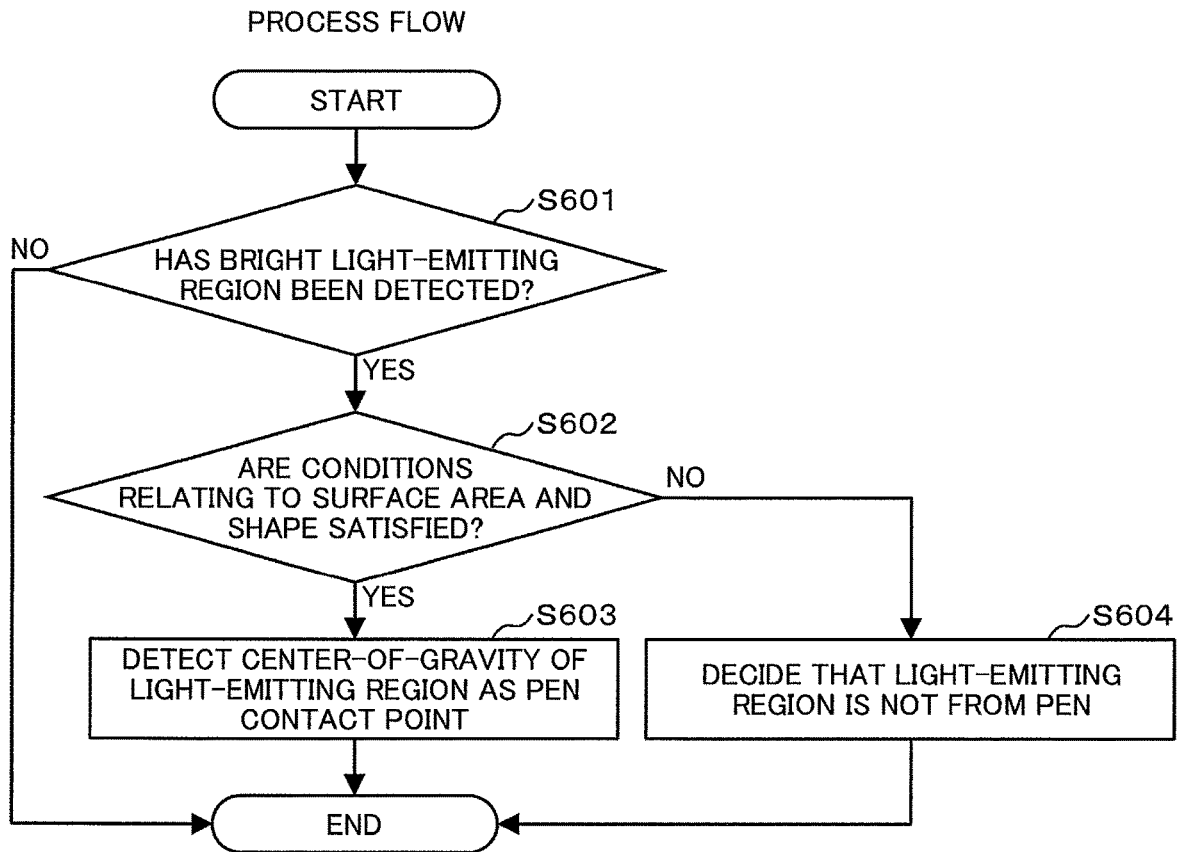 PROCESS FLOW
START
S601
NO
HAS BRIGHT LIGHT-EMITTING
REGION BEEN DETECTED?
YES
S602
ARE CONDITIONS
RELATING TO SURFACE AREA AND
SHAPE SATISFIED?
NO
YES
S603
DETECT CENTER-OF-GRAVITY OF
LIGHT-EMITTING REGION AS PEN
CONTACT POINT
S604
DECIDE THAT LIGHT-EMITTING
REGION IS NOT FROM PEN
END